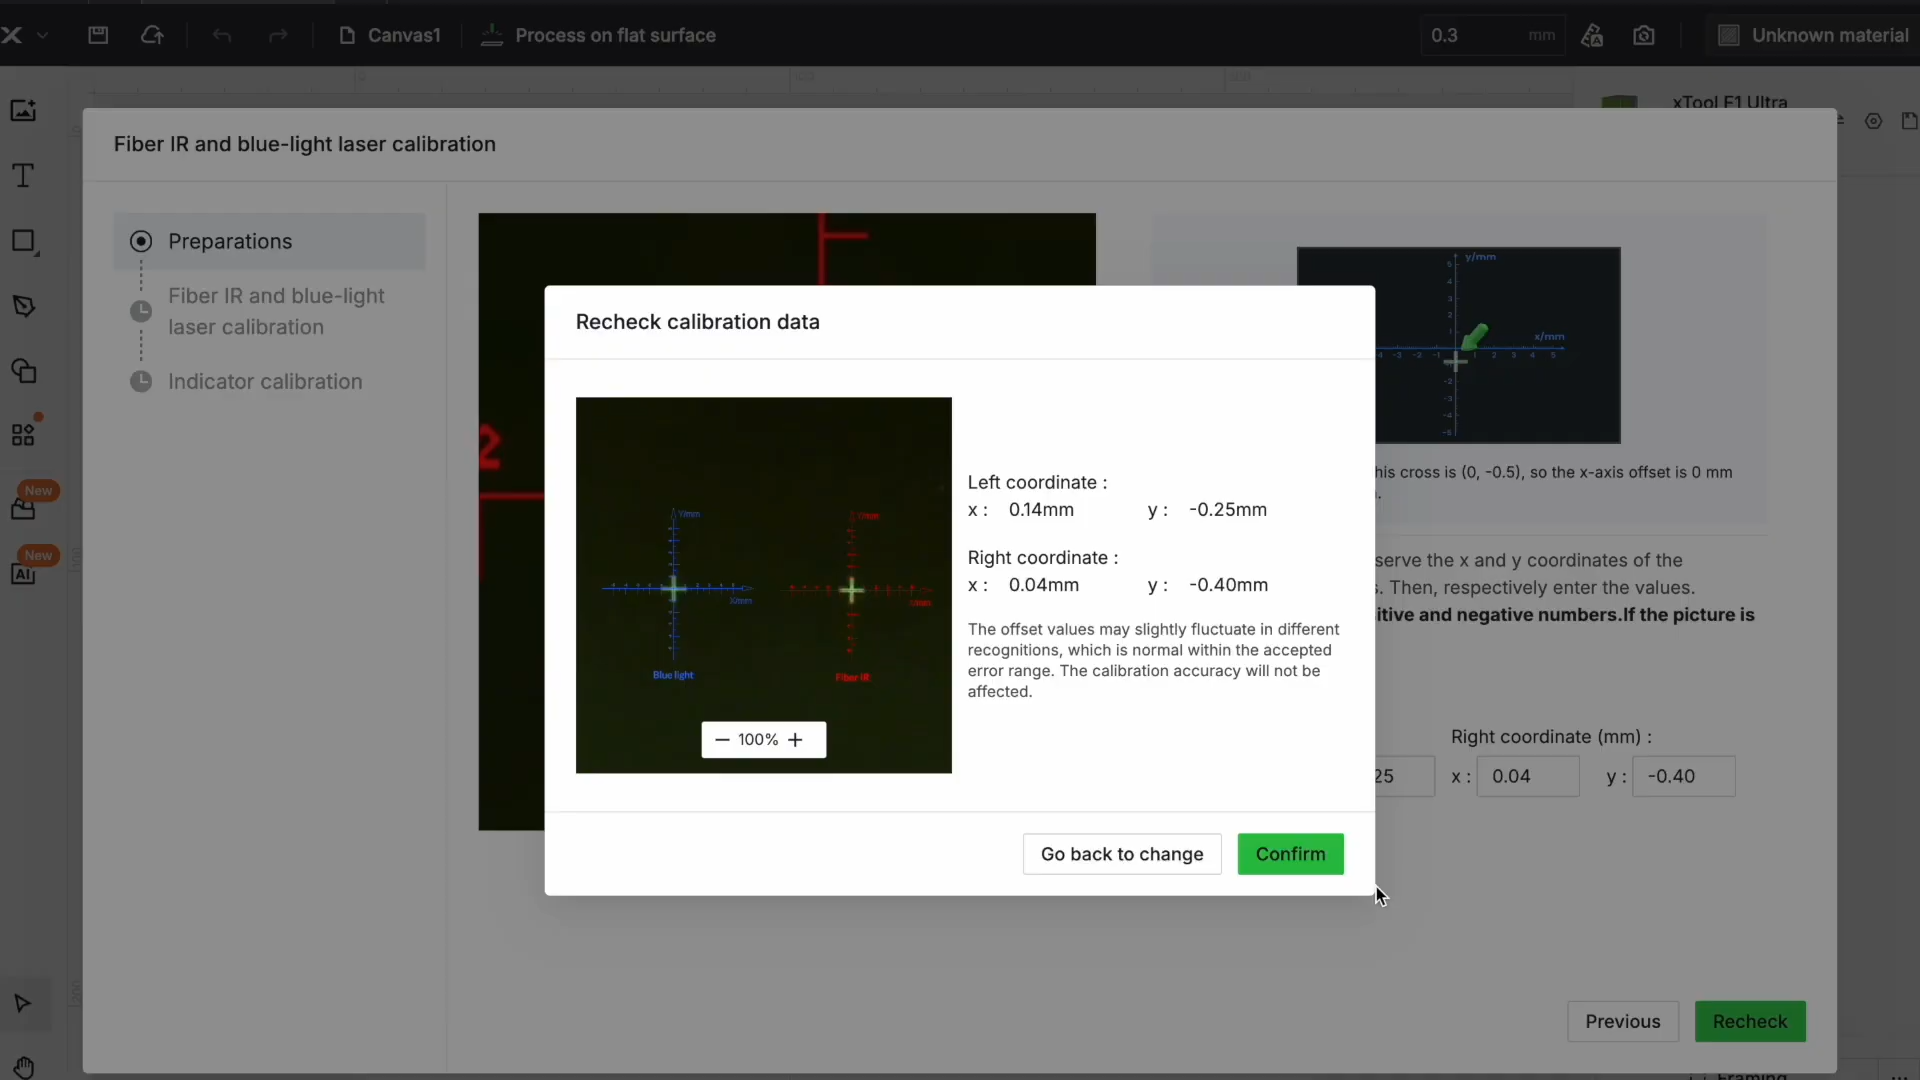 Canvas1
Process on flat surface
0.3 mm
Unknown material
xTool F1 Ultra
Fiber IR and blue-light laser calibration
Preparations
Fiber IR and blue-light
laser calibration
Indicator calibration
New
New
AI
2
y/mm
x/mm
his cross is (0, -0.5), so the x-axis offset is 0 mm
serve the x and y coordinates of the
s. Then, respectively enter the values.
itive and negative numbers.If the picture is
Right coordinate (mm) :
25
x : 0.04 y : -0.40
Recheck calibration data
Y/mm
X/mm
Blue light
Fiber IR
100%
Left coordinate :
x : 0.14mm y : -0.25mm
Right coordinate :
x : 0.04mm y : -0.40mm
The offset values may slightly fluctuate in different
recognitions, which is normal within the accepted
error range. The calibration accuracy will not be
affected.
Go back to change
Confirm
Previous
Recheck
Framing